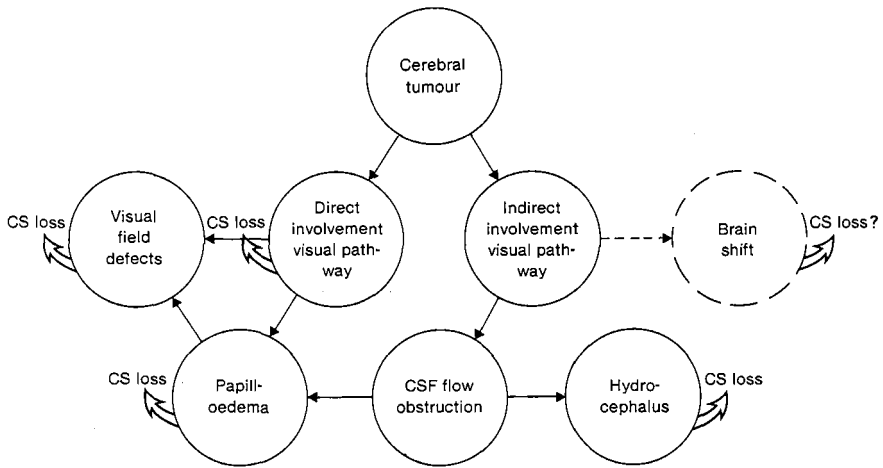 Cerebral
tumour
CS loss
Visual
field
defects
CS loss
Direct
involvement
visual path-
way
Indirect
involvement
visual path-
way
Brain
shift
CS loss?
CS loss
Papill-
oedema
CSF flow
obstruction
Hydro-
cephalus
CS loss